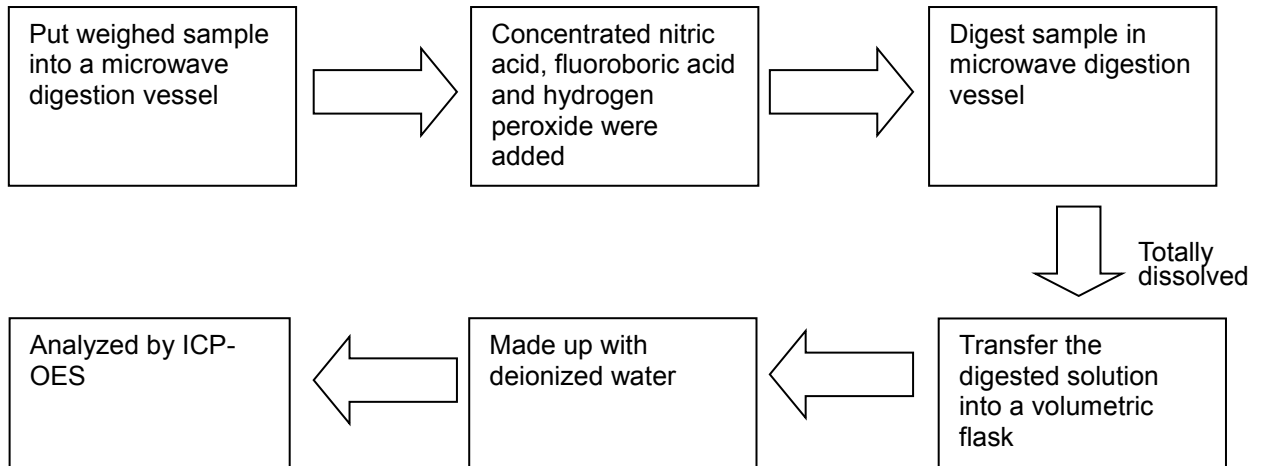 Put weighed sample
into a microwave
digestion vessel
Concentrated nitric
acid, fluoroboric acid
and hydrogen
peroxide were
added
Digest sample in
microwave digestion
vessel
Totally
dissolved
Transfer the
digested solution
into a volumetric
flask
Made up with
deionized water
Analyzed by ICP-
OES